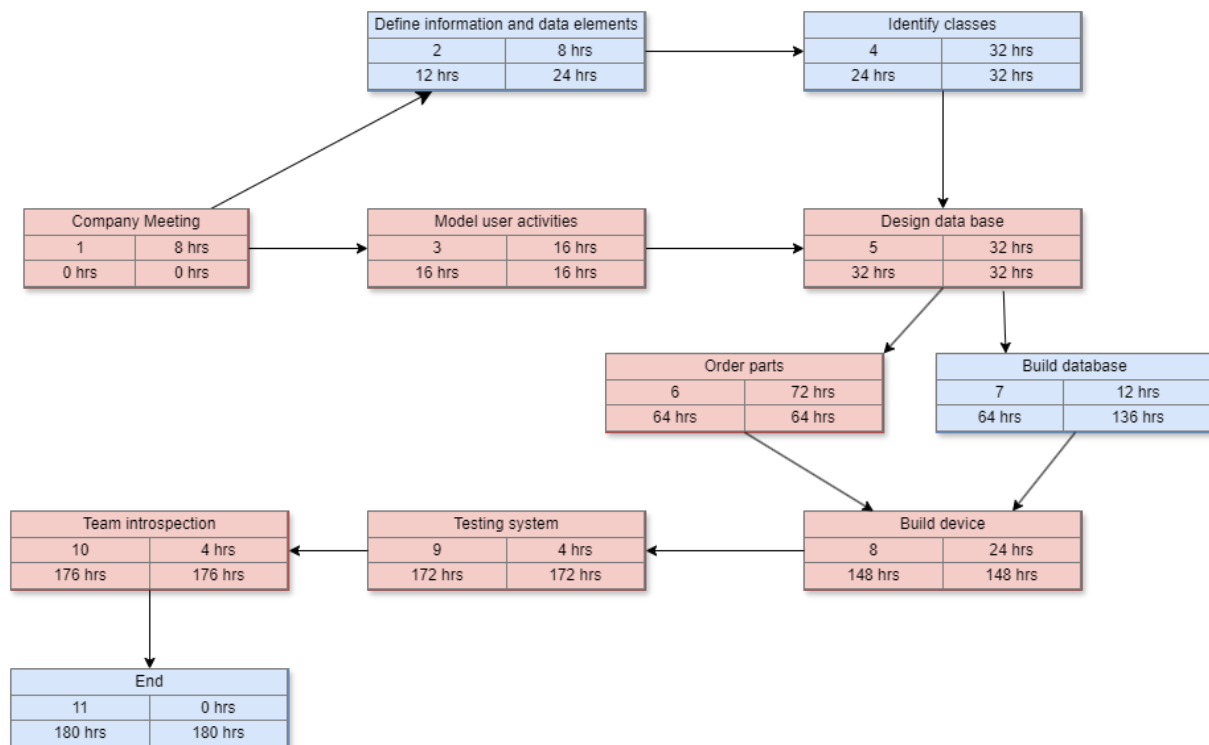 Define information and data elements
2 8 hrs
12 hrs 24 hrs
Identify classes
4 32 hrs
24 hrs 32 hrs
Company Meeting
1 8 hrs
0 hrs 0 hrs
Model user activities
3 16 hrs
16 hrs 16 hrs
Design data base
5 32 hrs
32 hrs 32 hrs
Order parts
6 72 hrs
64 hrs 64 hrs
Build database
7 12 hrs
64 hrs 136 hrs
Team introspection
10 4 hrs
176 hrs 176 hrs
Testing system
9 4 hrs
172 hrs 172 hrs
Build device
8 24 hrs
148 hrs 148 hrs
End
11 0 hrs
180 hrs 180 hrs